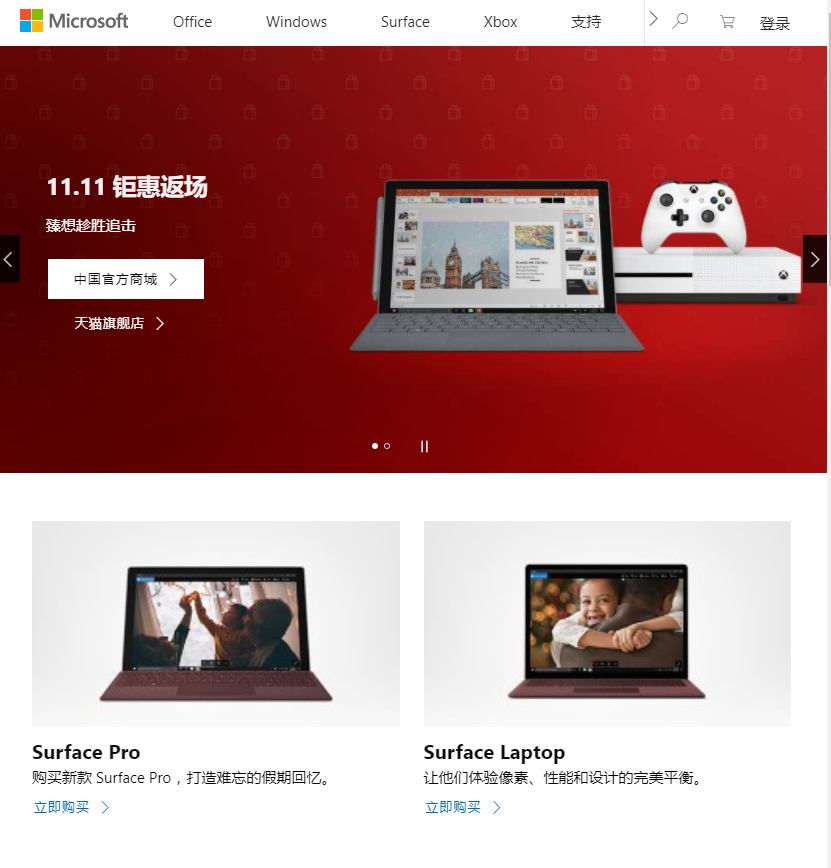 Microsoft
Office
Windows
Surface
Xbox
支持
登录
11.11 钜惠返场
臻想趁胜追击
中国官方商城
天猫旗舰店
Surface Pro
购买新款 Surface Pro，打造难忘的假期回忆。
立即购买
Surface Laptop
让他们体验像素、性能和设计的完美平衡。
立即购买